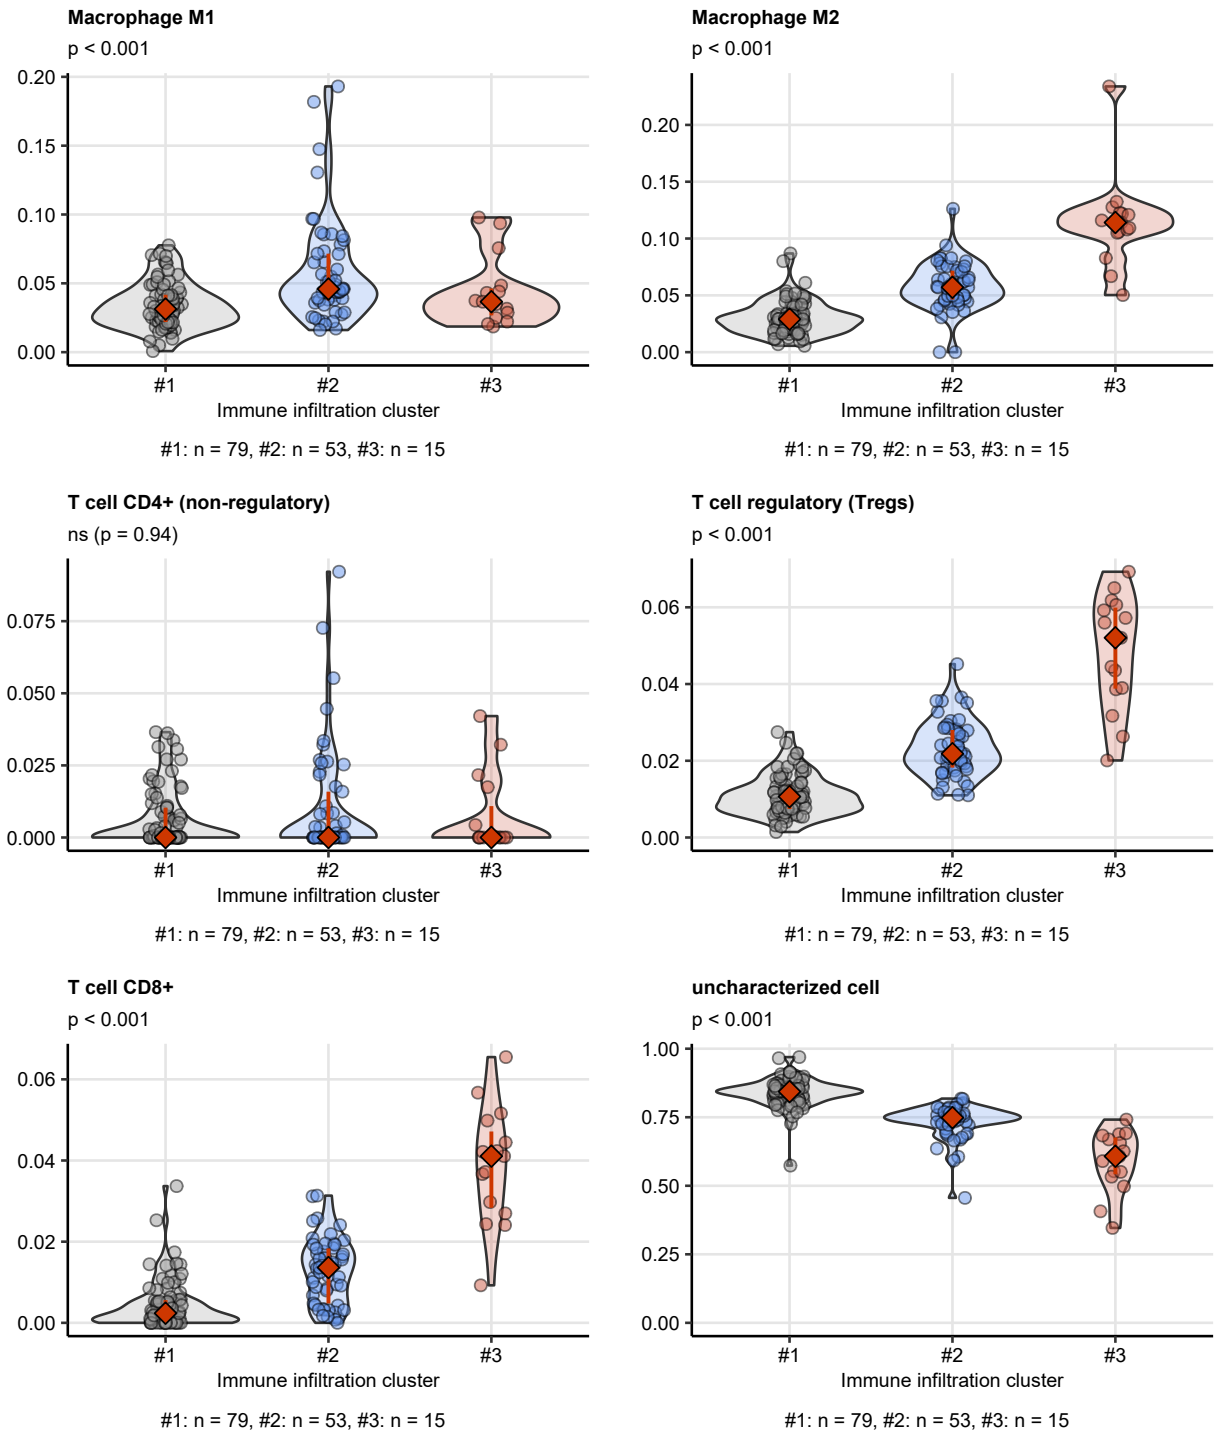 Macrophage M1
p < 0.001
0.20
0.15
0.10
0.05
0.00
#1 #2 #3
Immune infiltration cluster
#1: n = 79, #2: n = 53, #3: n = 15
Macrophage M2
p < 0.001
0.20
0.15
0.10
0.05
0.00
#1 #2 #3
Immune infiltration cluster
#1: n = 79, #2: n = 53, #3: n = 15
T cell CD4+ (non-regulatory)
ns (p = 0.94)
0.075
0.050
0.025
0.000
#1 #2 #3
Immune infiltration cluster
#1: n = 79, #2: n = 53, #3: n = 15
T cell regulatory (Tregs)
p < 0.001
0.06
0.04
0.02
0.00
#1 #2 #3
Immune infiltration cluster
#1: n = 79, #2: n = 53, #3: n = 15
T cell CD8+
p < 0.001
0.06
0.04
0.02
0.00
#1 #2 #3
Immune infiltration cluster
#1: n = 79, #2: n = 53, #3: n = 15
uncharacterized cell
p < 0.001
1.00
0.75
0.50
0.25
0.00
#1 #2 #3
Immune infiltration cluster
#1: n = 79, #2: n = 53, #3: n = 15